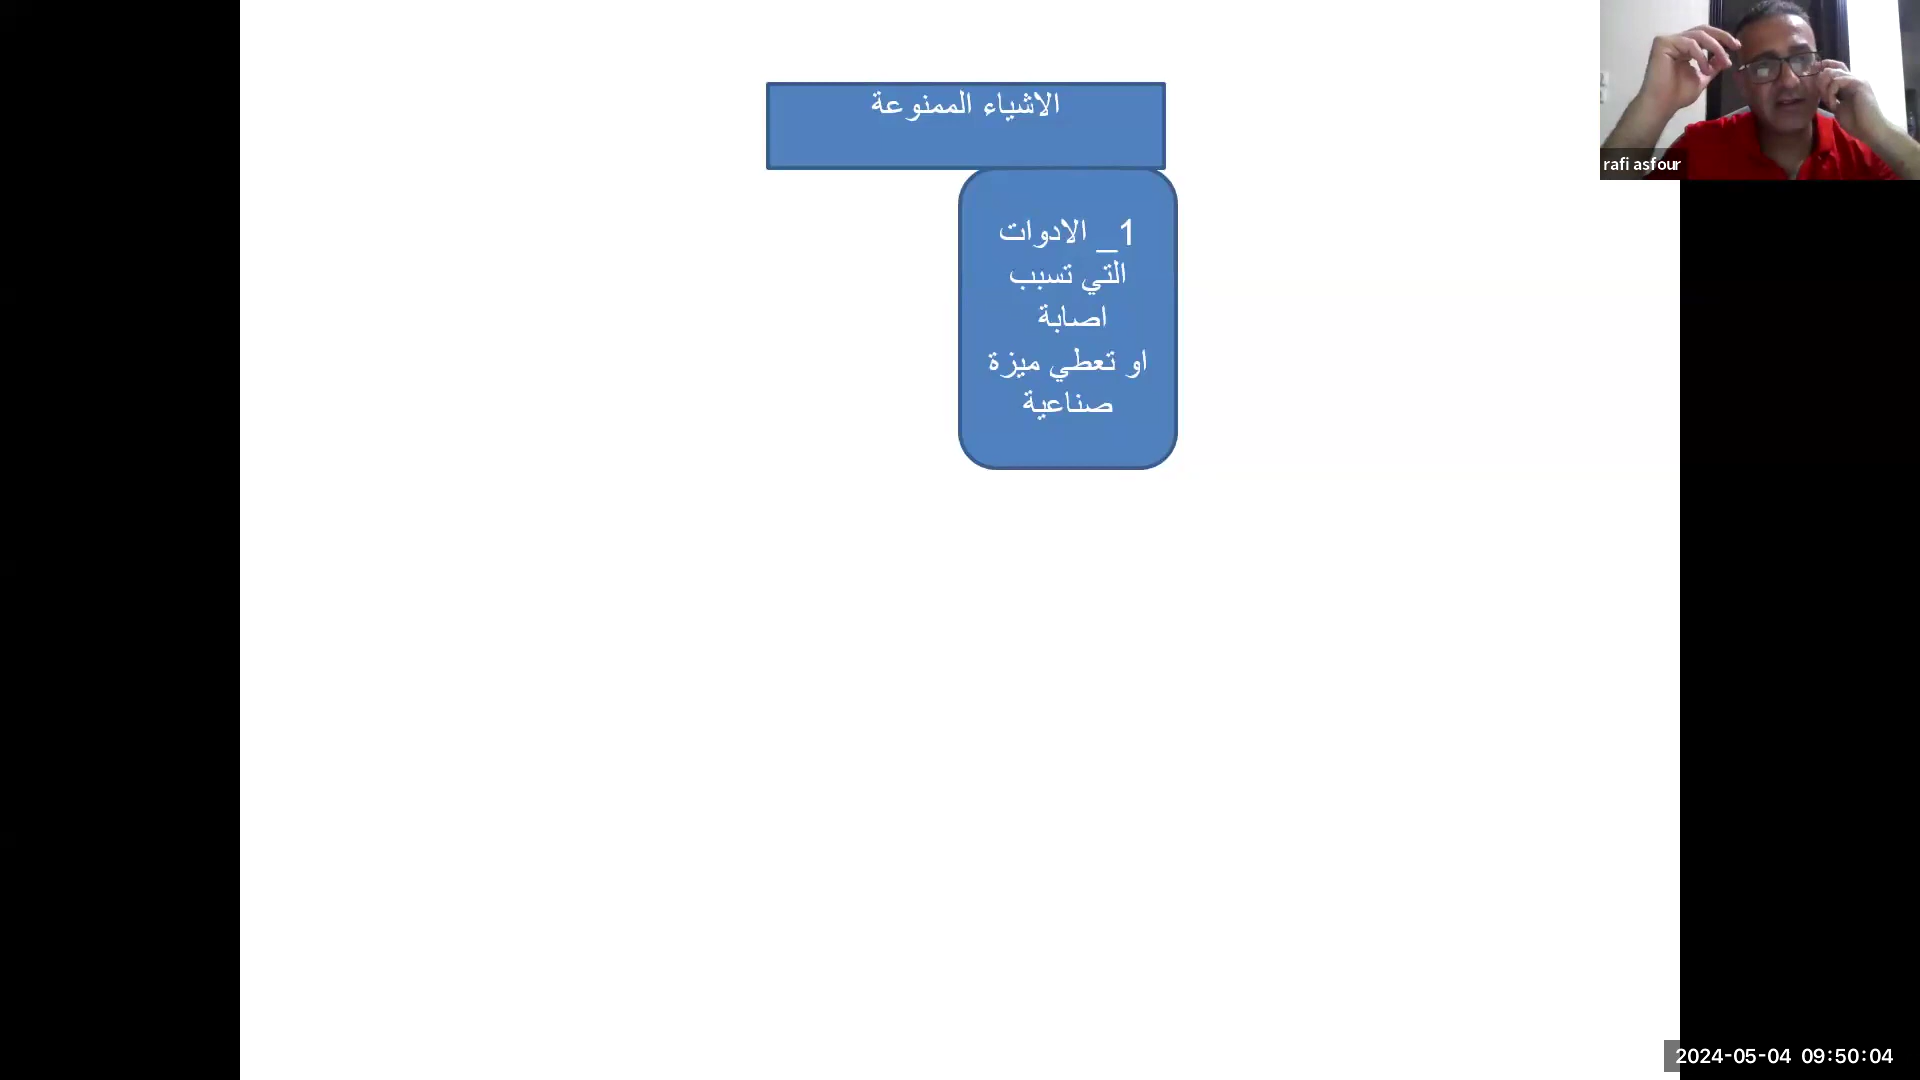 الاشياء الممنوعة
1_ الادوات
التي تسبب
اصابة
او تعطي ميزة
صناعية
rafi asfour
2024-05-04 09:50:04